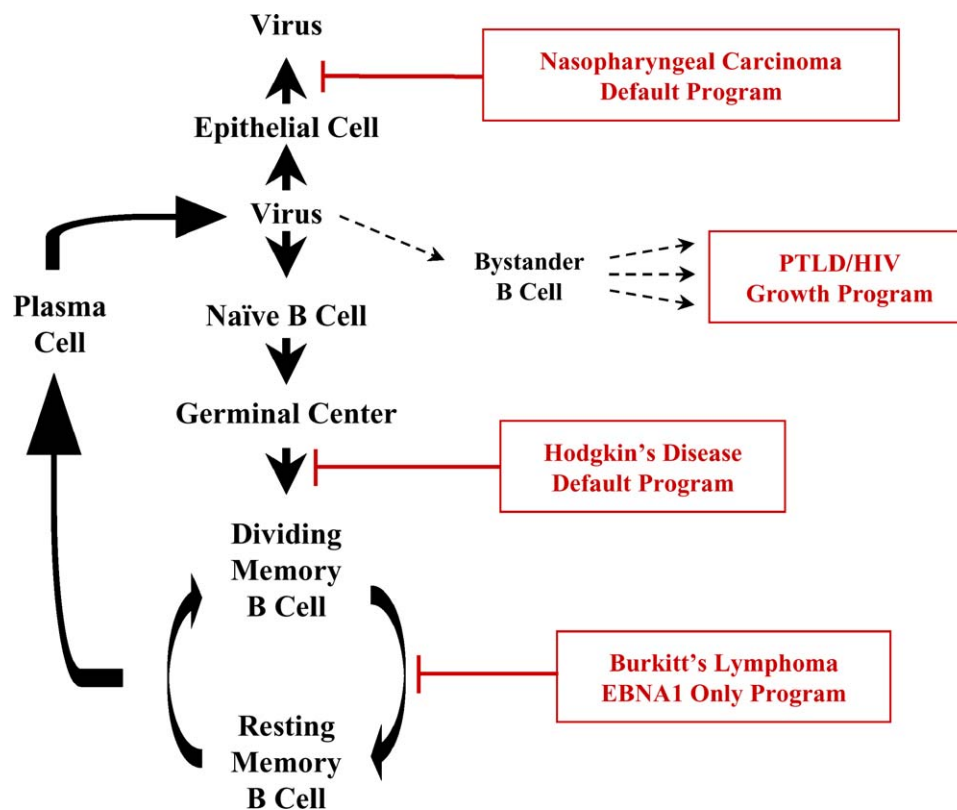 Virus
Nasopharyngeal Carcinoma
Default Program
Epithelial Cell
Virus
Bystander
B Cell
PTLD/HIV
Growth Program
Plasma
Cell
Naïve B Cell
Germinal Center
Hodgkin's Disease
Default Program
Dividing
Memory
B Cell
Burkitt's Lymphoma
EBNA1 Only Program
Resting
Memory
B Cell